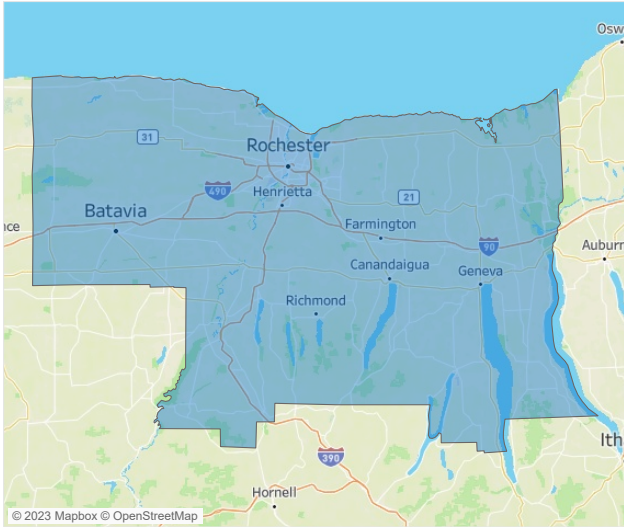 Osw
31
Rochester
490
Henrietta
21
Batavia
nce
Farmington
90
Auburn
Canandaigua
Geneva
Richmond
Ith
390
Hornell
© 2023 Mapbox © OpenStreetMap